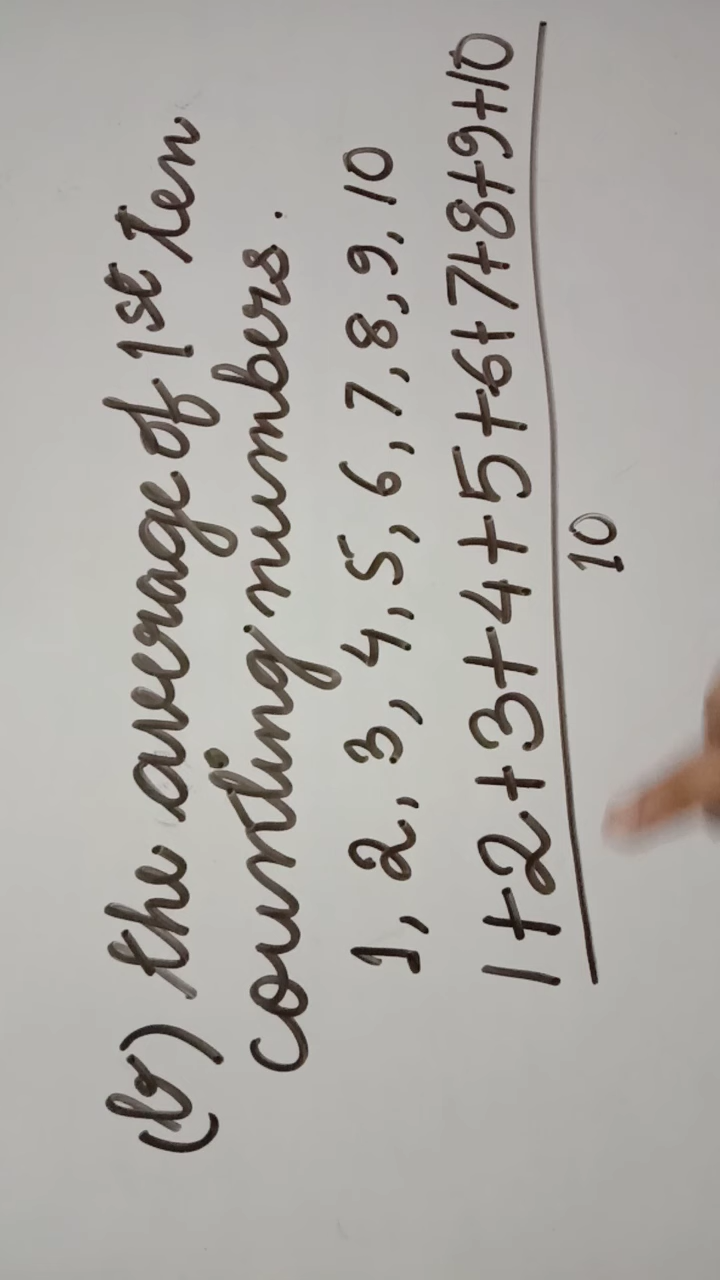 (b) the average of 1st ten
counting numbers.
1, 2, 3, 4, 5, 6, 7, 8, 9, 10
1+2+3+4+5+6+7+8+9+10
10